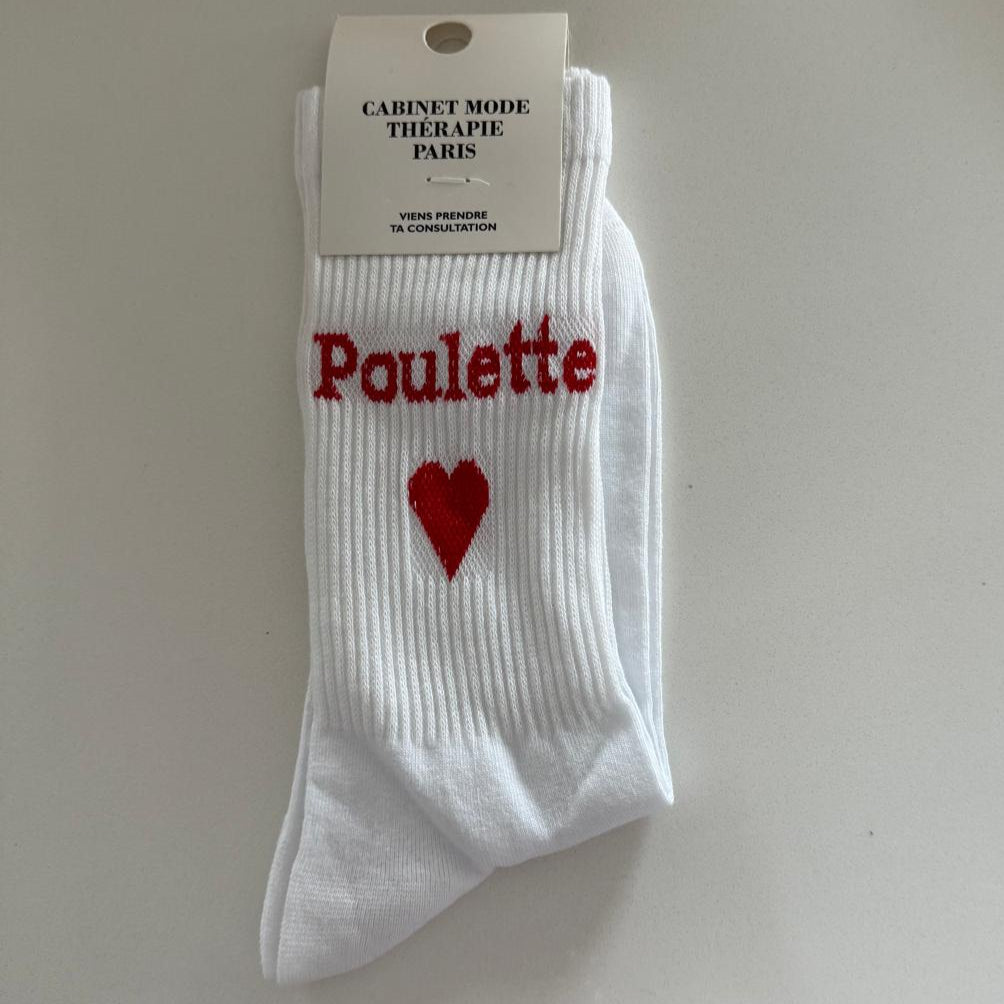 CABINET MODE
THÉRAPIE
PARIS
VIENS PRENDRE
TA CONSULTATION
Poulette